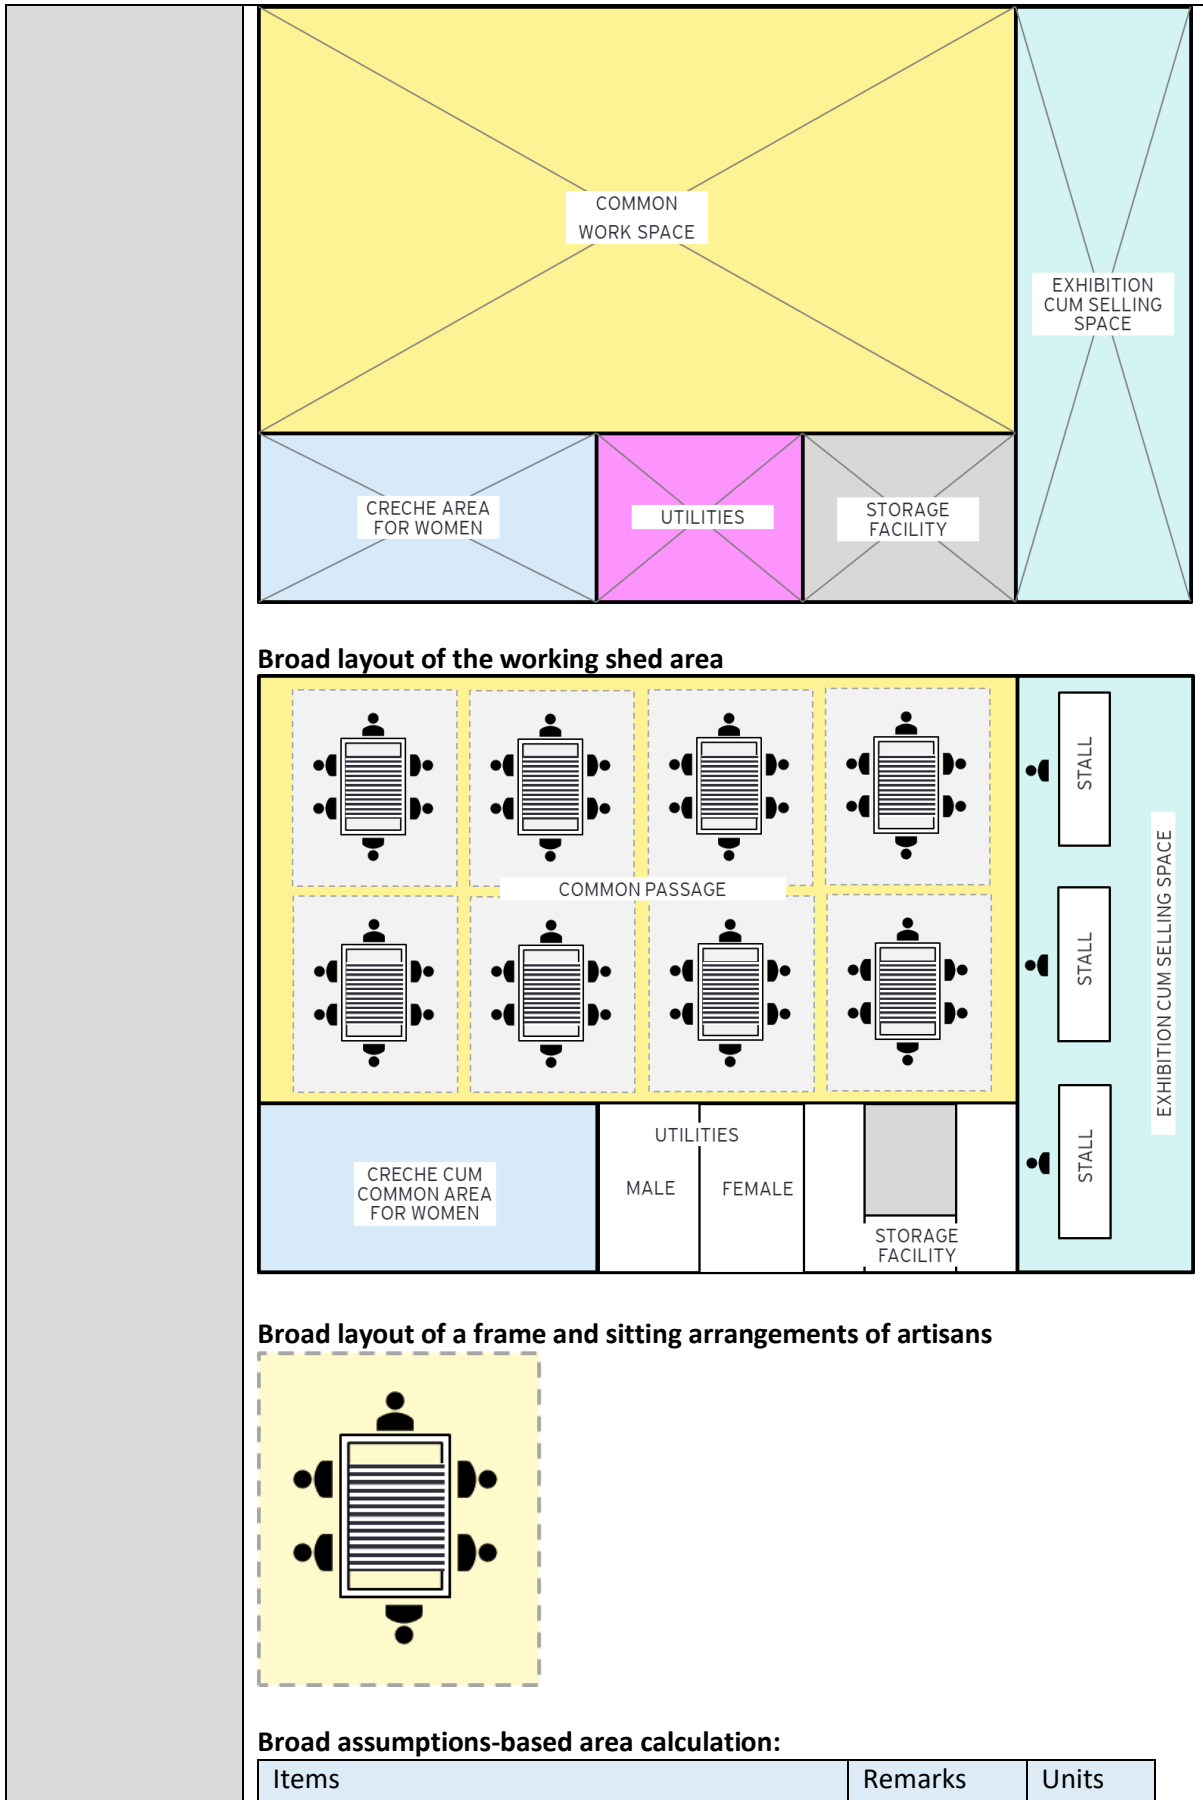 COMMON
WORK SPACE
EXHIBITION
CUM SELLING
SPACE
CRECHE AREA
FOR WOMEN
UTILITIES
STORAGE
FACILITY
Broad layout of the working shed area
STALL
COMMON PASSAGE
STALL
EXHIBITION CUM SELLING SPACE
STALL
CRECHE CUM
COMMON AREA
FOR WOMEN
UTILITIES
MALE FEMALE
STORAGE
FACILITY
Broad layout of a frame and sitting arrangements of artisans
Broad assumptions-based area calculation:
Items Remarks Units